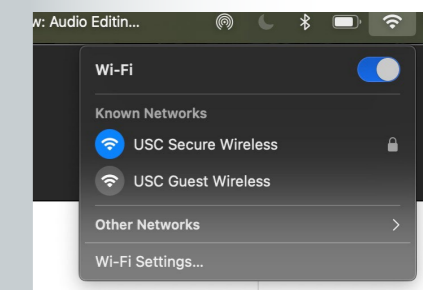 w: Audio Editin...
Wi-Fi
Known Networks
USC Secure Wireless
USC Guest Wireless
Other Networks
Wi-Fi Settings...